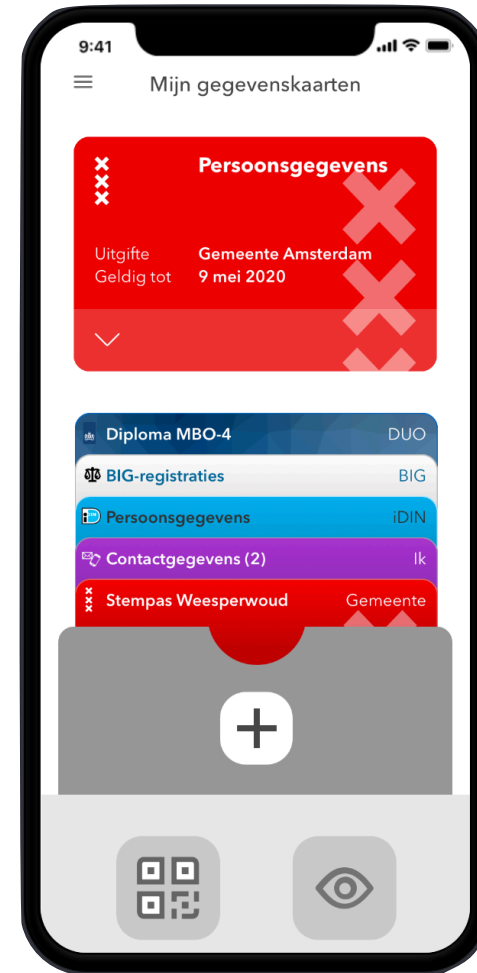 9:41
Mijn gegevenskaarten
Persoonsgegevens
Uitgifte Gemeente Amsterdam
Geldig tot 9 mei 2020
Diploma MBO-4 DUO
BIG-registraties BIG
Persoonsgegevens iDIN
Contactgegevens (2) Ik
Stempas Weesperwoud Gemeente